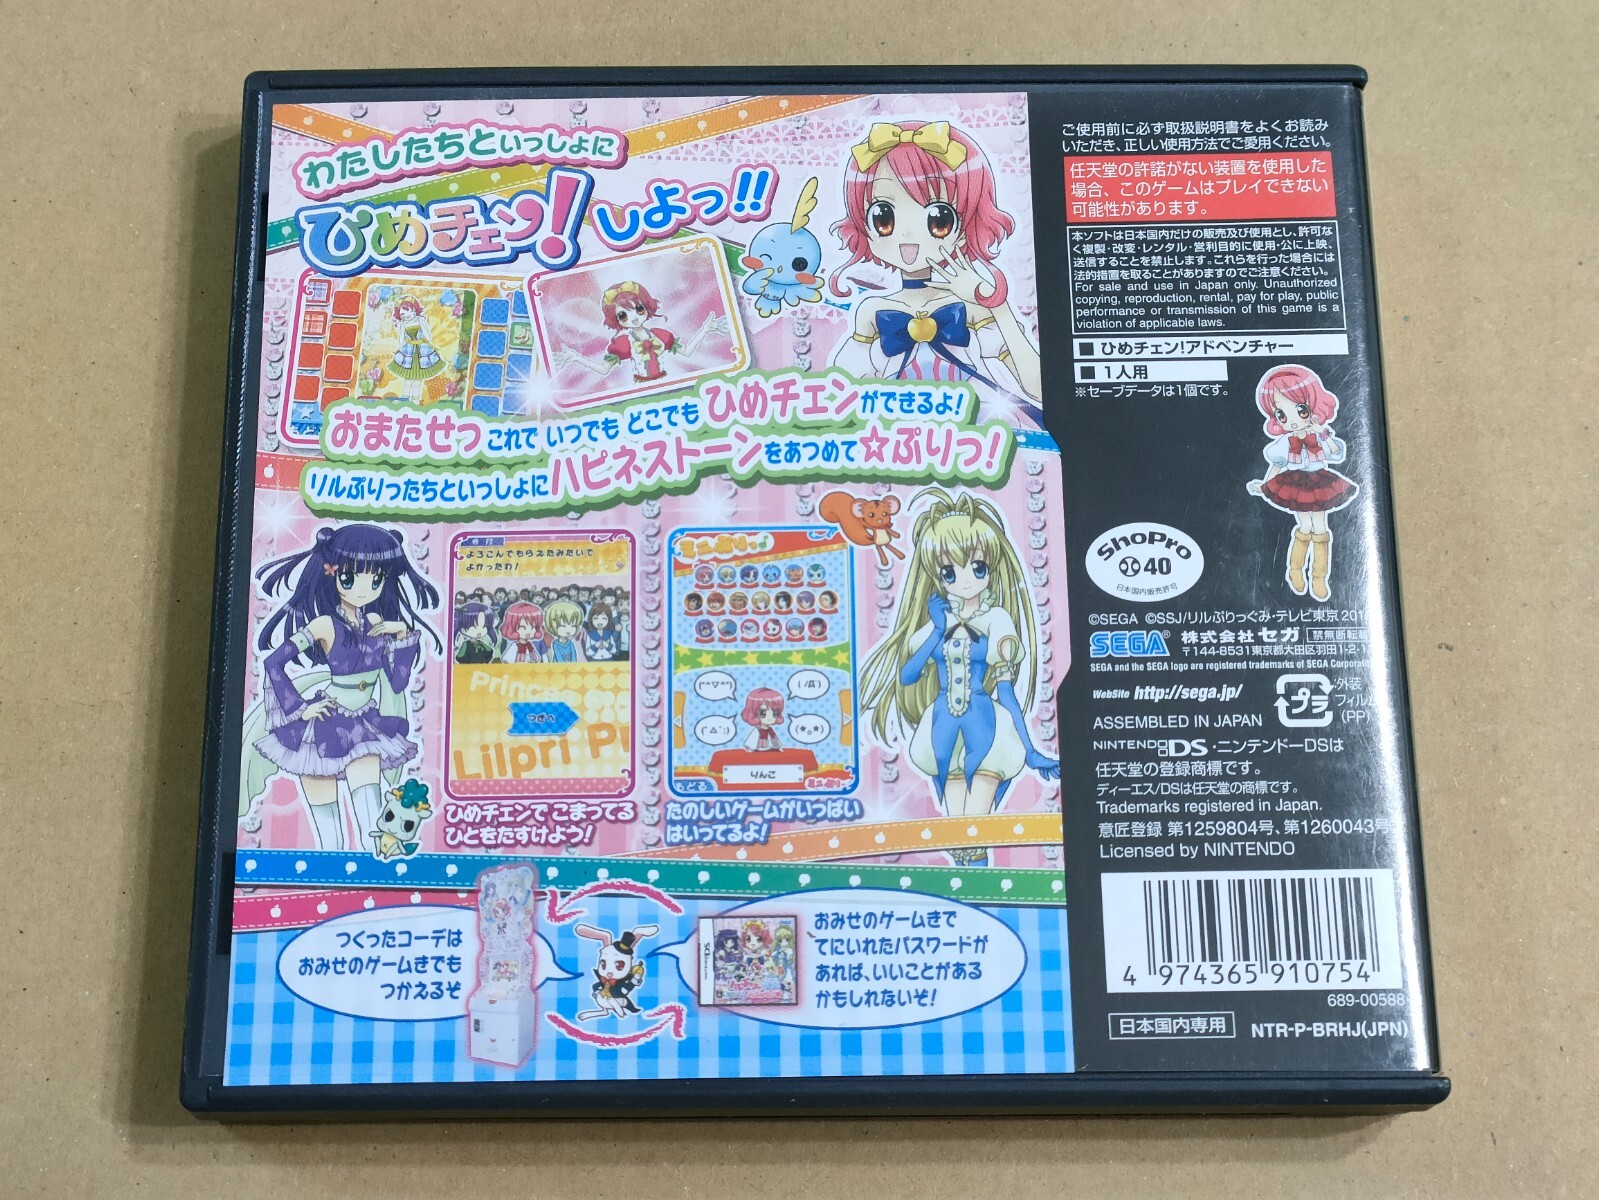 わたしたちといっしょに
ひめチェン! しよっ!!
おまたせっ これで いつでも どこでも ひめチェンができるよ!
リルぷりったちといっしょにハピネストーンをあつめて☆ぷりっ!
よろこんでもらえたみたいで
よかったわ!
つぎへ
Lilpri Pr
ひめチェンで こまってる
ひとをたすけよう!
ミニぷりっ
りんこ
たのしいゲームがいっぱい
はいってるよ!
つくったコーデは
おみせのゲームきでも
つかえるぞ
おみせのゲームきで
てにいれたパスワードが
あれば、いいことがある
かもしれないぞ!
ご使用前に必ず取扱説明書をよくお読み
いただき、正しい使用方法でご愛用ください。
任天堂の許諾がない装置を使用した
場合、このゲームはプレイできない
可能性があります。
本ソフトは日本国内だけの販売及び使用とし、許可な
く複製・改変・レンタル・営利目的に使用・公に上映、
送信することを禁止します。これらを行った場合には
法的措置を取ることがありますのでご注意ください。
For sale and use in Japan only. Unauthorized
copying, reproduction, rental, pay for play, public
performance or transmission of this game is a
violation of applicable laws.
■ ひめチェン!アドベンチャー
■ 1人用
※セーブデータは1個です。
ShoPro
40
日本国内販売許可
©SEGA ©SSJ/リルぷりっぐみ・テレビ東京 201
SEGA® 株式会社 セガ 禁無断転載
〒144-8531東京都大田区羽田1-2-12
SEGA and the SEGA logo are registered trademarks of SEGA Corporation
WebSite http://sega.jp/
プラ
外装
フィルム
(PP)
ASSEMBLED IN JAPAN
NINTENDO DS・ニンテンドーDSは
任天堂の登録商標です。
ディーエス/DSは任天堂の商標です。
Trademarks registered in Japan.
意匠登録 第1259804号、第1260043号
Licensed by NINTENDO
4 974365 910754
689-00588
日本国内専用
NTR-P-BRHJ(JPN)